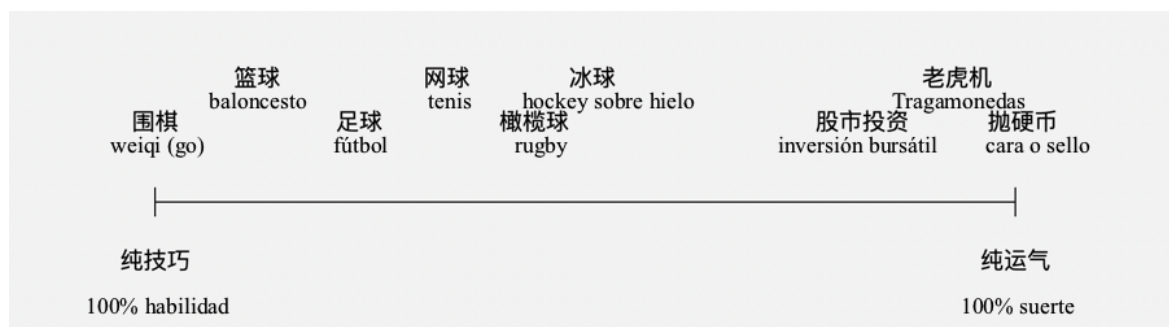 篮球 网球 冰球 老虎机
baloncesto tenis hockey sobre hielo Tragamonedas
围棋 足球 橄榄球 股市投资 抛硬币
weiqi (go) fútbol rugby inversión bursátil cara o sello
纯技巧 纯运气
100% habilidad 100% suerte